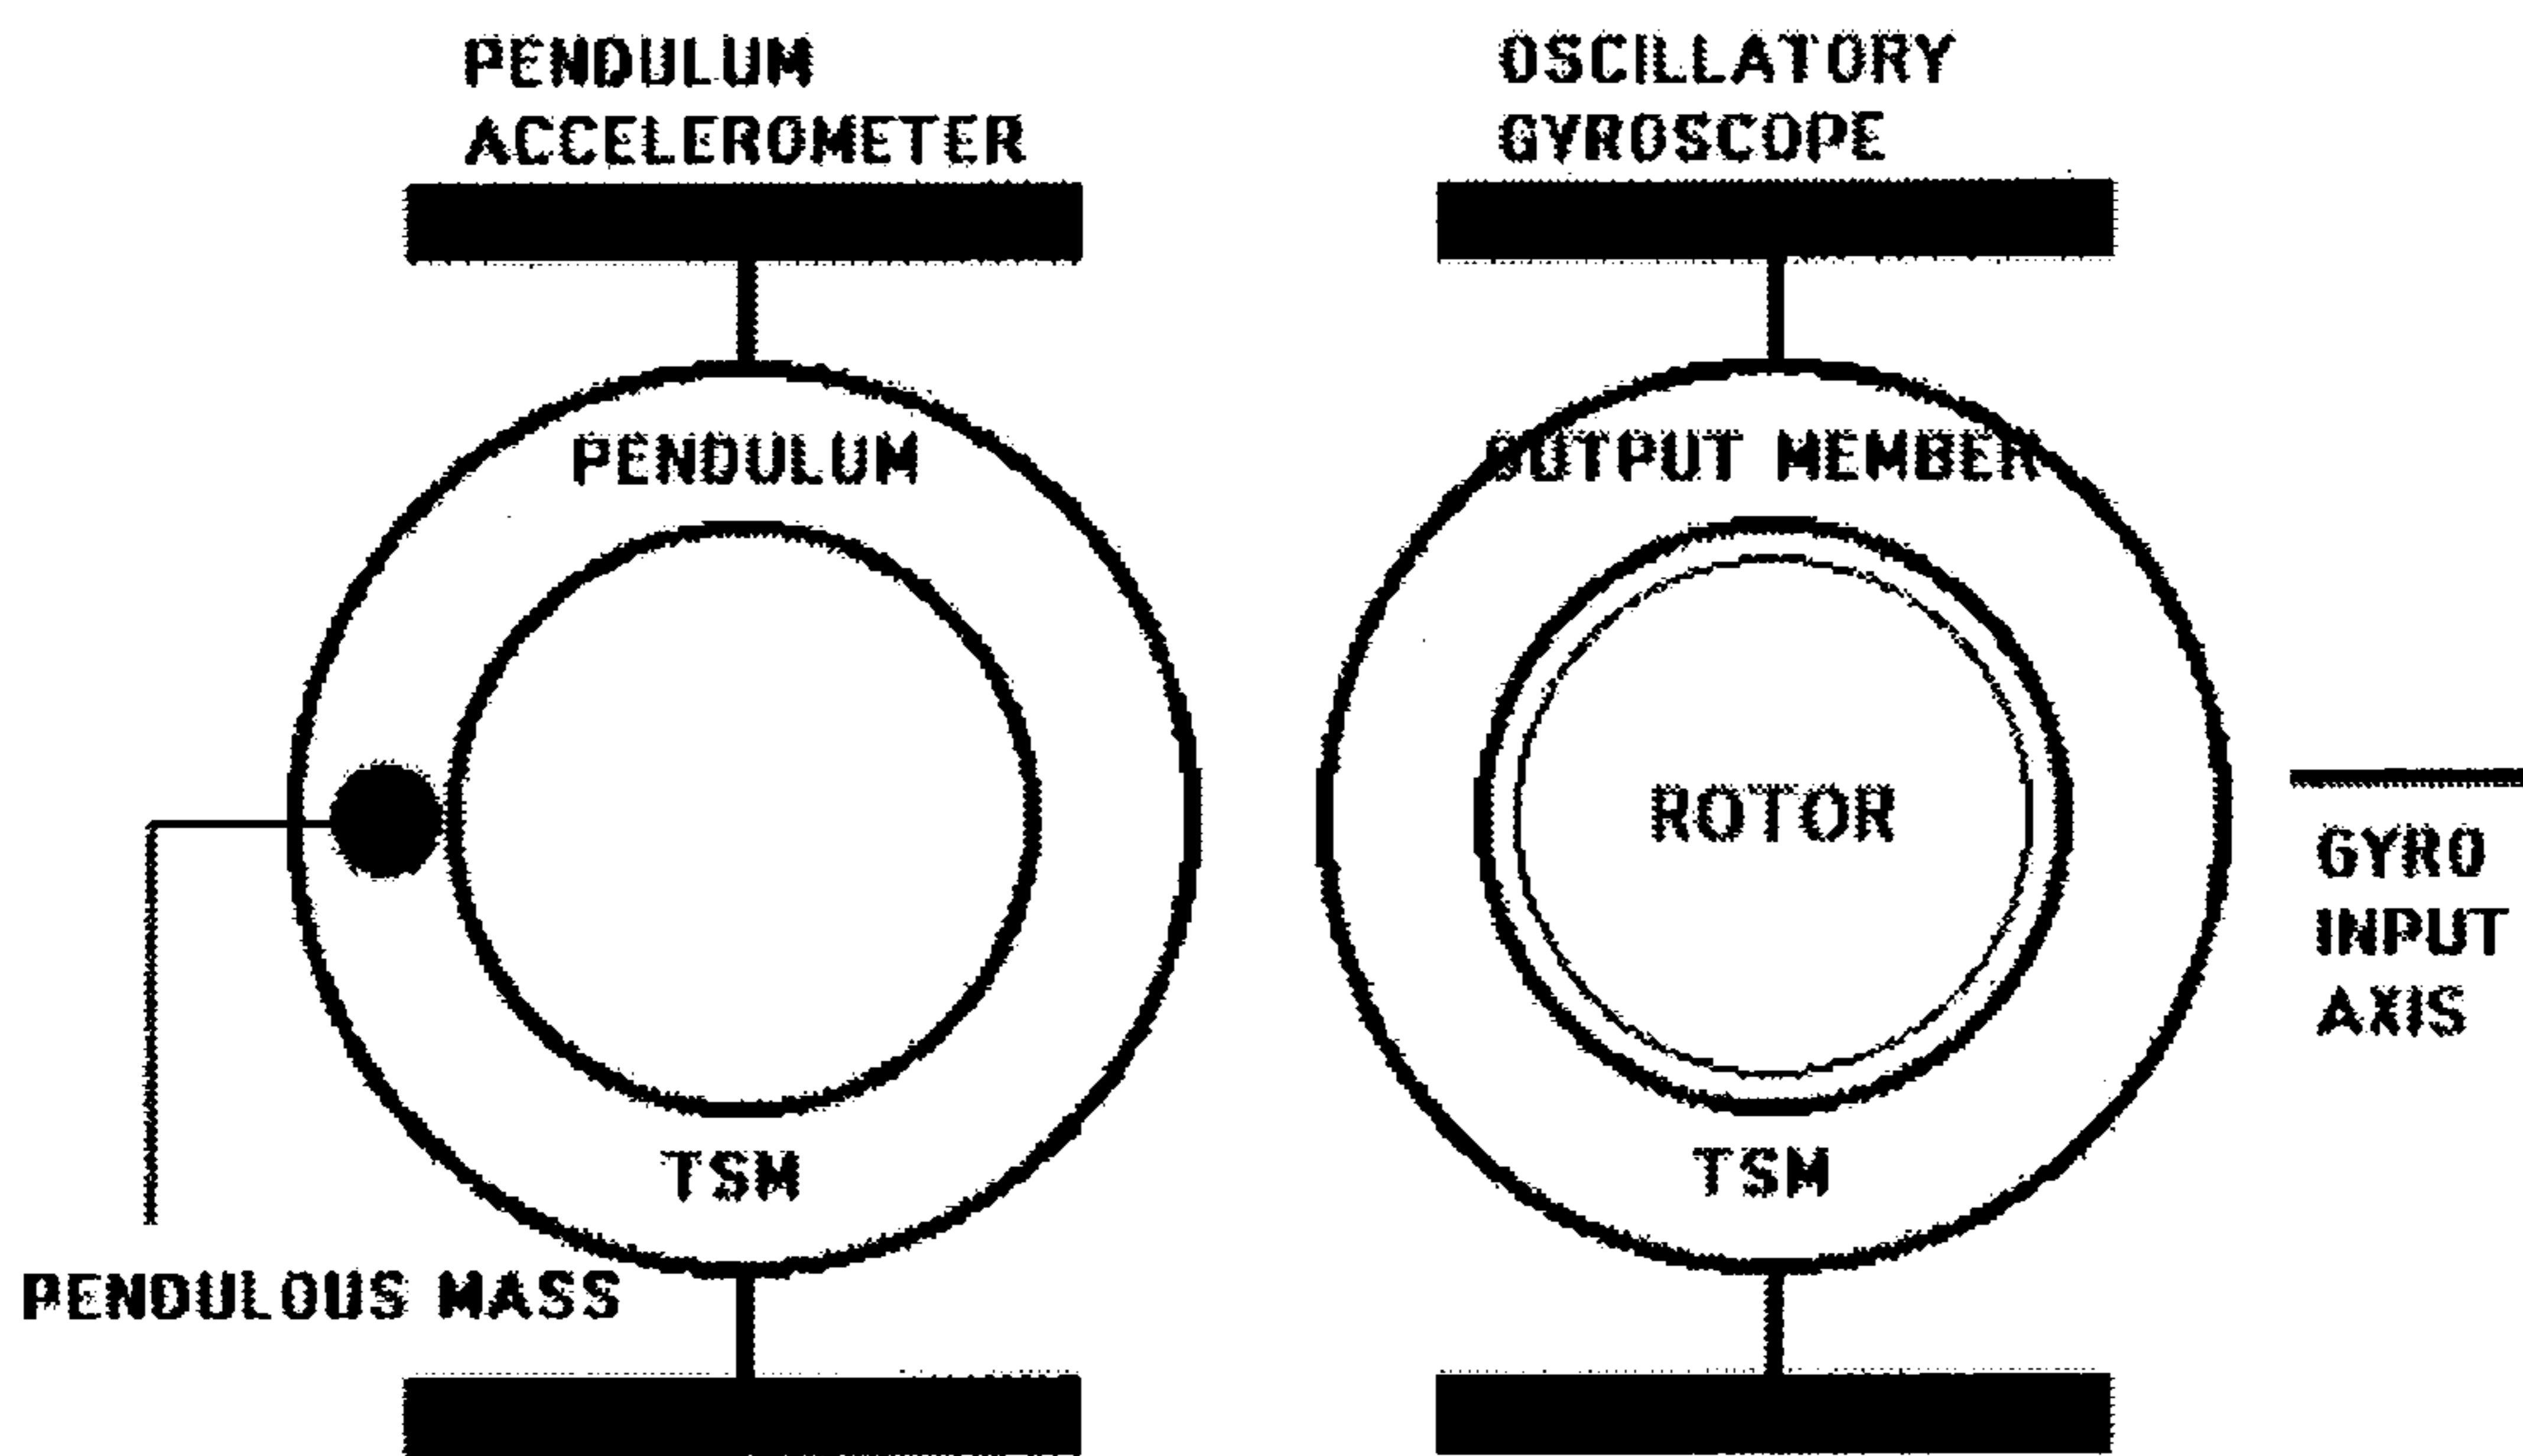 PENDULUM
ACCELEROMETER
PENDULUM
TSM
PENDULOUS MASS
OSCILLATORY
GYROSCOPE
OUTPUT MEMBER
ROTOR
TSM
GYRO
INPUT
AXIS